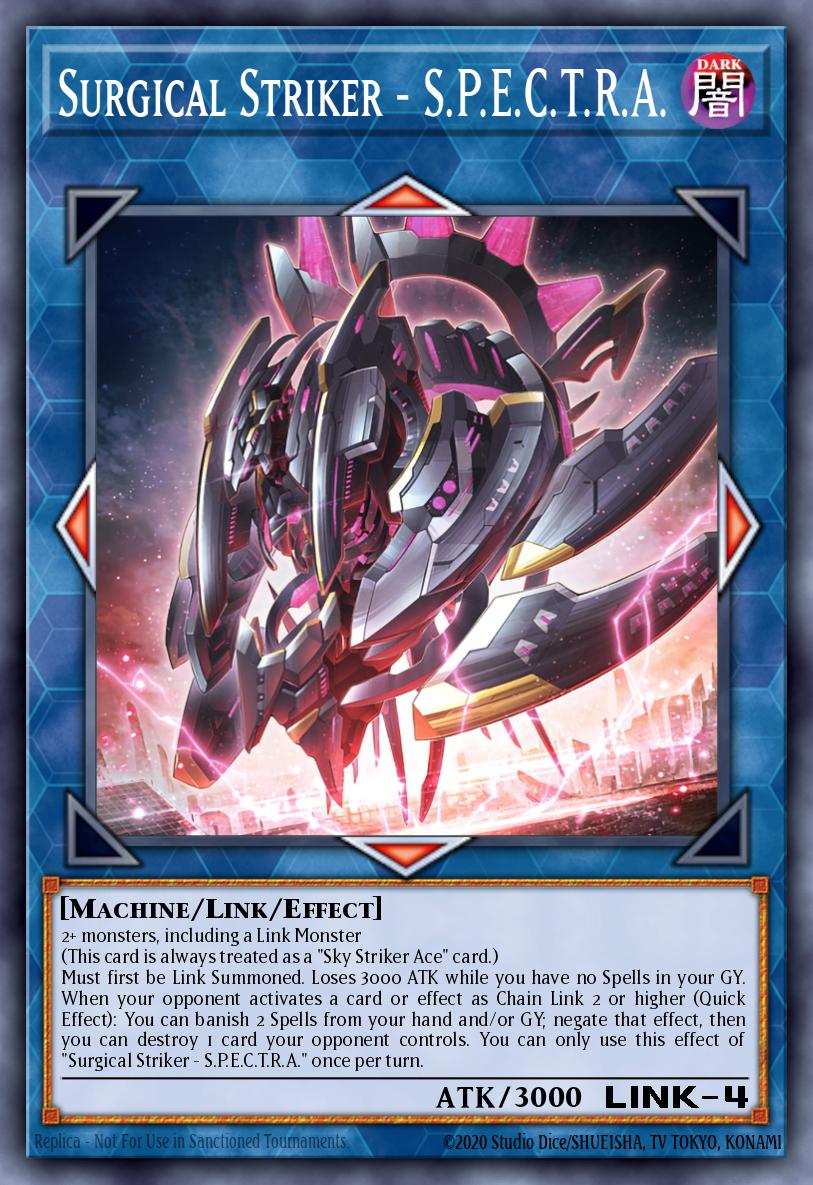 Surgical Striker - S.P.E.C.T.R.A.
DARK
闇
[Machine/Link/Effect]
2+ monsters, including a Link Monster
(This card is always treated as a "Sky Striker Ace" card.)
Must first be Link Summoned. Loses 3000 ATK while you have no Spells in your GY.
When your opponent activates a card or effect as Chain Link 2 or higher (Quick
Effect): You can banish 2 Spells from your hand and/or GY; negate that effect, then
you can destroy 1 card your opponent controls. You can only use this effect of
"Surgical Striker - S.P.E.C.T.R.A." once per turn.
ATK/3000 LINK-4
Replica - Not For Use in Sanctioned Tournaments.
©2020 Studio Dice/SHUEISHA, TV TOKYO, KONAMI